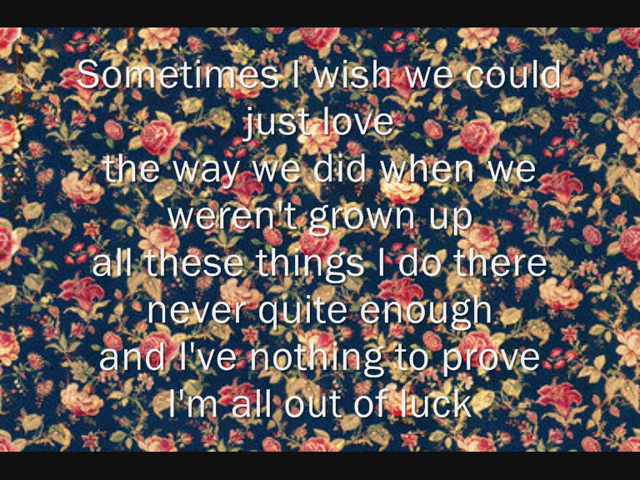 Sometimes I wish we could
just love
the way we did when we
weren't grown up
all these things I do there
never quite enough
and I've nothing to prove
I'm all out of luck